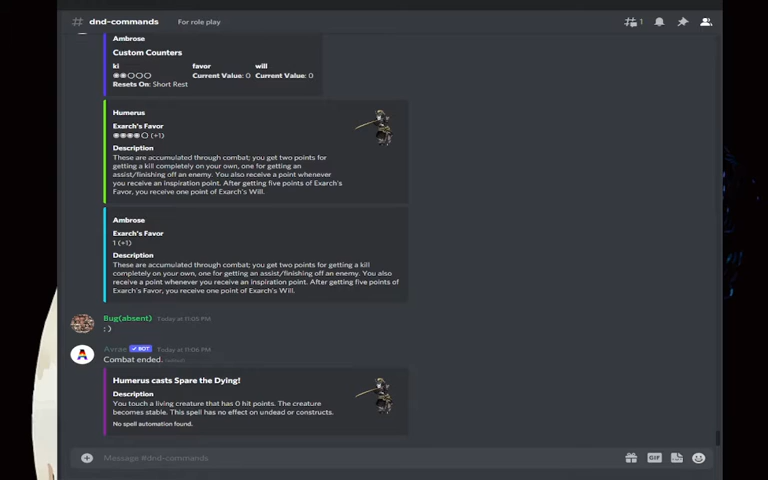 # dnd-commands For role play 1
Ambrose
Custom Counters
ki favor will
Current Value: 0 Current Value: 0
Resets On: Short Rest
Humerus
Exarch's Favor
(+1)
Description
These are accumulated through combat; you get two points for
getting a kill completely on your own, one for getting an
assist/finishing off an enemy. You also receive a point whenever
you receive an inspiration point. After getting five points of Exarch's
Favor, you receive one point of Exarch's Will.
Ambrose
Exarch's Favor
1 (+1)
Description
These are accumulated through combat; you get two points for getting a kill
completely on your own, one for getting an assist/finishing off an enemy. You also
receive a point whenever you receive an inspiration point. After getting five points of
Exarch's Favor, you receive one point of Exarch's Will.
Bug(absent) Today at 11:05 PM
: )
Avrae BOT Today at 11:06 PM
Combat ended. (edited)
Humerus casts Spare the Dying!
Description
You touch a living creature that has 0 hit points. The creature
becomes stable. This spell has no effect on undead or constructs.
No spell automation found.
Message #dnd-commands GIF